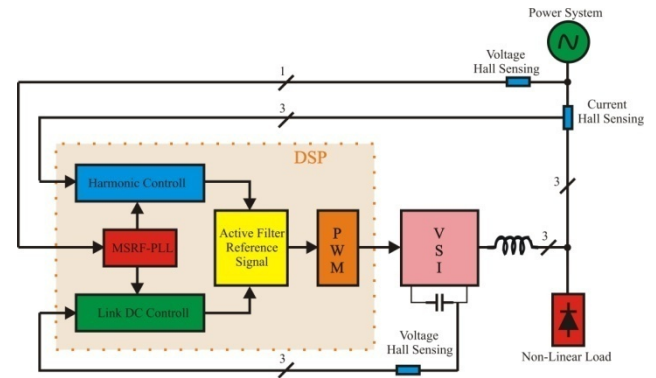 Power System
Voltage
Hall Sensing
1
Current
Hall Sensing
3
DSP
Harmonic Controll
3
MSRF-PLL
Active Filter
Reference
Signal
P
W
M
V
S
I
3
Link DC Controll
Voltage
Hall Sensing
3
Non-Linear Load